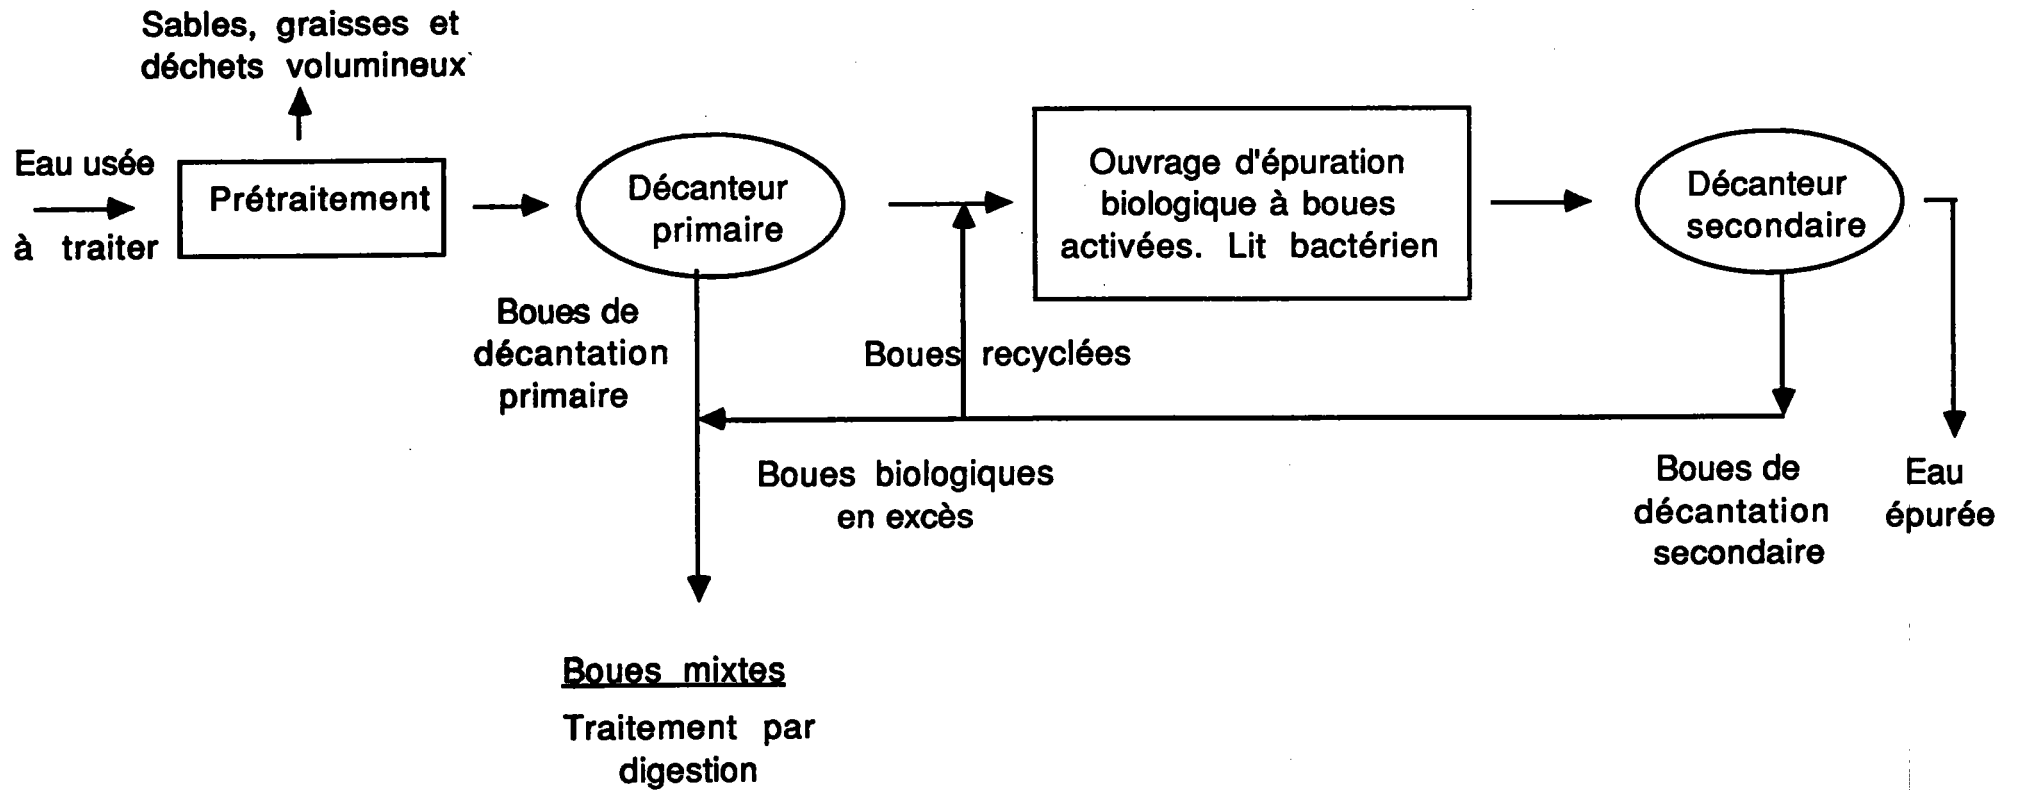 Sables, graisses et
déchets volumineux
Eau usée
à traiter
Prétraitement
Décanteur
primaire
Ouvrage d'épuration
biologique à boues
activées. Lit bactérien
Décanteur
secondaire
Boues de
décantation
primaire
Boues recyclées
Boues biologiques
en excès
Boues de
décantation
secondaire
Eau
épurée
Boues mixtes
Traitement par
digestion